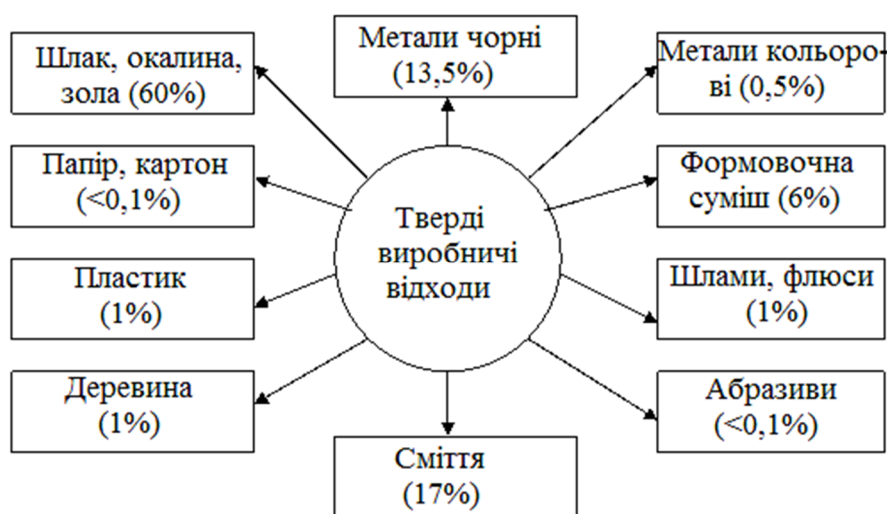 Шлак, окалина,
зола (60%)
Метали чорні
(13,5%)
Метали кольоро-
ві (0,5%)
Папір, картон
(<0,1%)
Формовочна
суміш (6%)
Тверді
виробничі
відходи
Пластик
(1%)
Шлами, флюси
(1%)
Деревина
(1%)
Абразиви
(<0,1%)
Сміття
(17%)